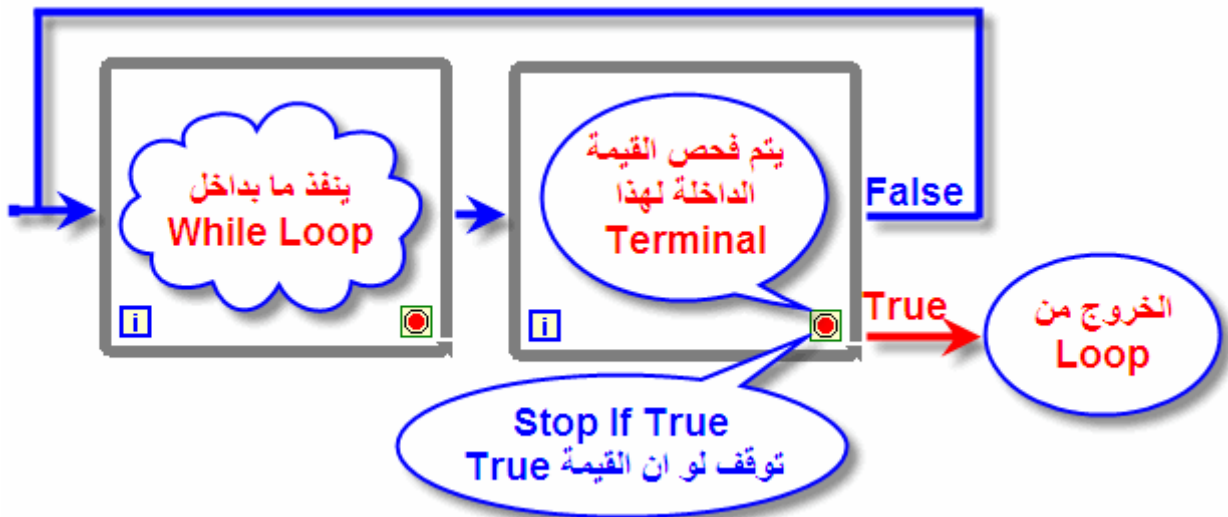 ينفذ ما بداخل
While Loop
i
يتم فحص القيمة
الداخلة لهذا
Terminal
i
False
True
الخروج من
Loop
Stop If True
توقف لو ان القيمة True